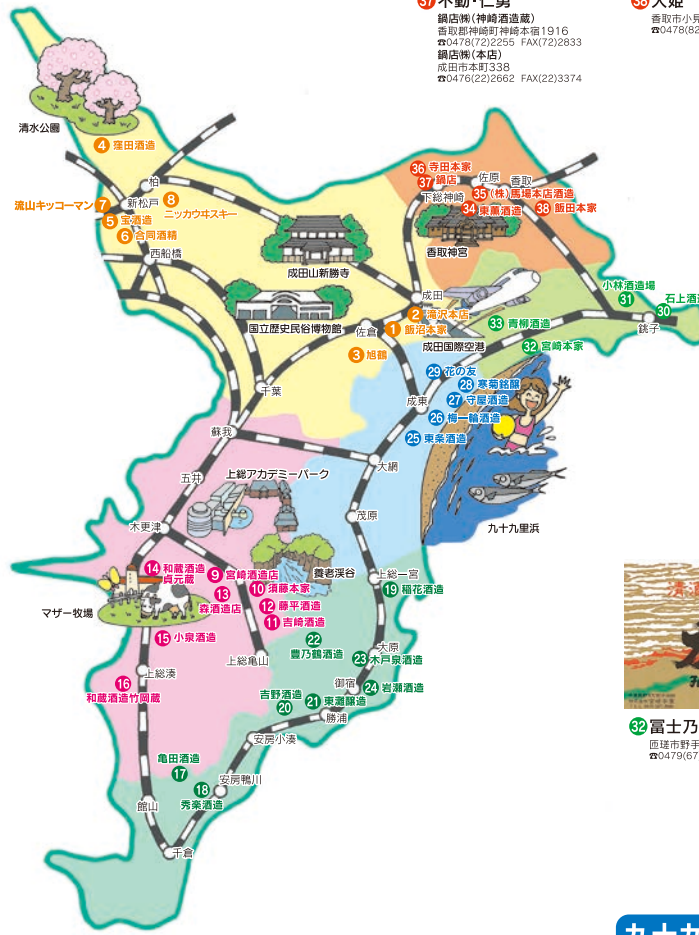 37 不動・仁勇
鍋店㈱（神崎酒造蔵）
香取郡神崎町神崎本宿1916
☎0478(72)2255 FAX(72)2833
鍋店㈱（本店）
成田市本町338
☎0476(22)2662 FAX(22)3374
38 大姫
香取市小見
☎0478(82
清水公園
4 窪田酒造
柏
流山キッコーマン 7
新松戸
8
ニッカウヰスキー
5 宝酒造
6 合同酒精
西船橋
36 寺田本家
37 鍋店
下総神崎
佐原
香取
35 (株)馬場本店酒造
34 東薫酒造
38 飯田本家
香取神宮
成田山新勝寺
成田
国立歴史民俗博物館
佐倉
2 滝沢本店
1 飯沼本家
3 旭鶴
成田国際空港
33 青柳酒造
32 宮崎本家
小林酒造場
31
石上酒造
30
銚子
29 花の友
28 寒菊銘醸
27 守屋酒造
26 梅一輪酒造
25 東条酒造
成東
千葉
蘇我
大網
五井
上総アカデミーパーク
茂原
木更津
九十九里浜
養老渓谷
上総一宮
14 和蔵酒造
貞元蔵
9 宮崎酒造店
10 須藤本家
13
森酒造店
12 藤平酒造
11 吉崎酒造
19 稲花酒造
マザー牧場
15 小泉酒造
22
豊乃鶴酒造
上総亀山
大原
23 木戸泉酒造
上総湊
16
和蔵酒造竹岡蔵
御宿
24 岩瀬酒造
吉野酒造
20
21 東灘醸造
勝浦
安房小湊
亀田酒造
17
18
秀楽酒造
安房鴨川
館山
千倉
32 冨士乃
匝瑳市野手
☎0479(67